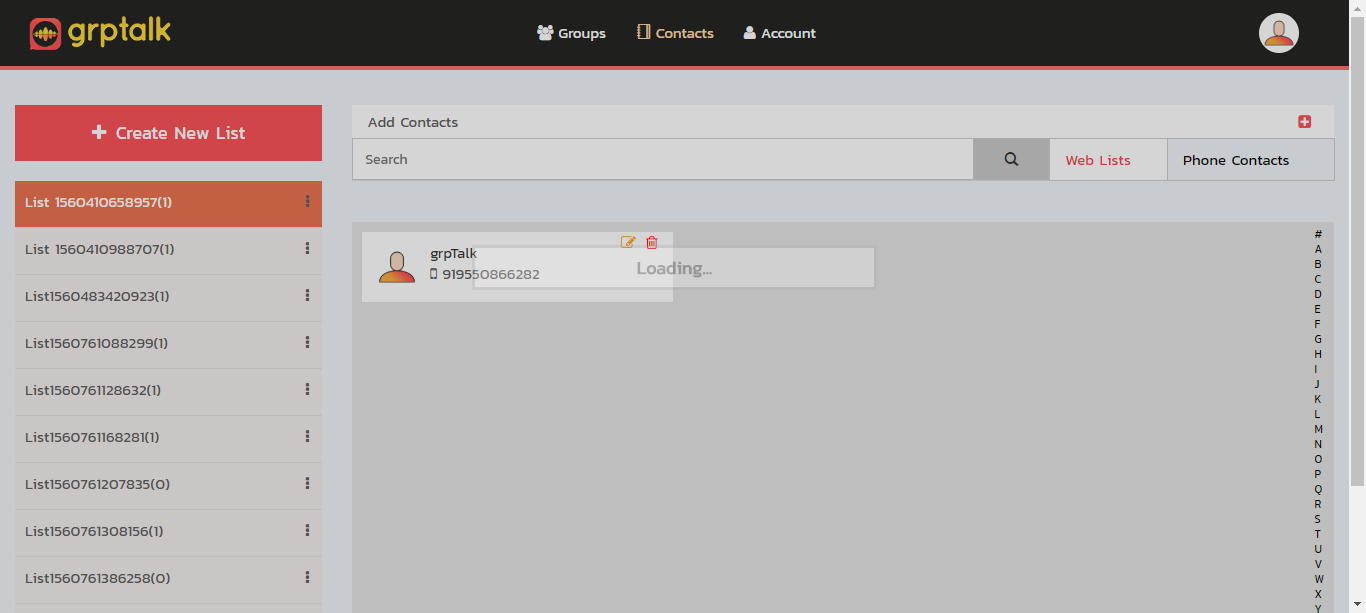 grptalk
Groups
Contacts
Account
Create New List
List 1560410658957(1)
List 1560410988707(1)
List1560483420923(1)
List1560761088299(1)
List1560761128632(1)
List1560761168281(1)
List1560761207835(0)
List1560761308156(1)
List1560761386258(0)
Add Contacts
Search
Web Lists
Phone Contacts
grpTalk
919550866282
Loading...
#
A
B
C
D
E
F
G
H
I
J
K
L
M
N
O
P
Q
R
S
T
U
V
W
X
Y